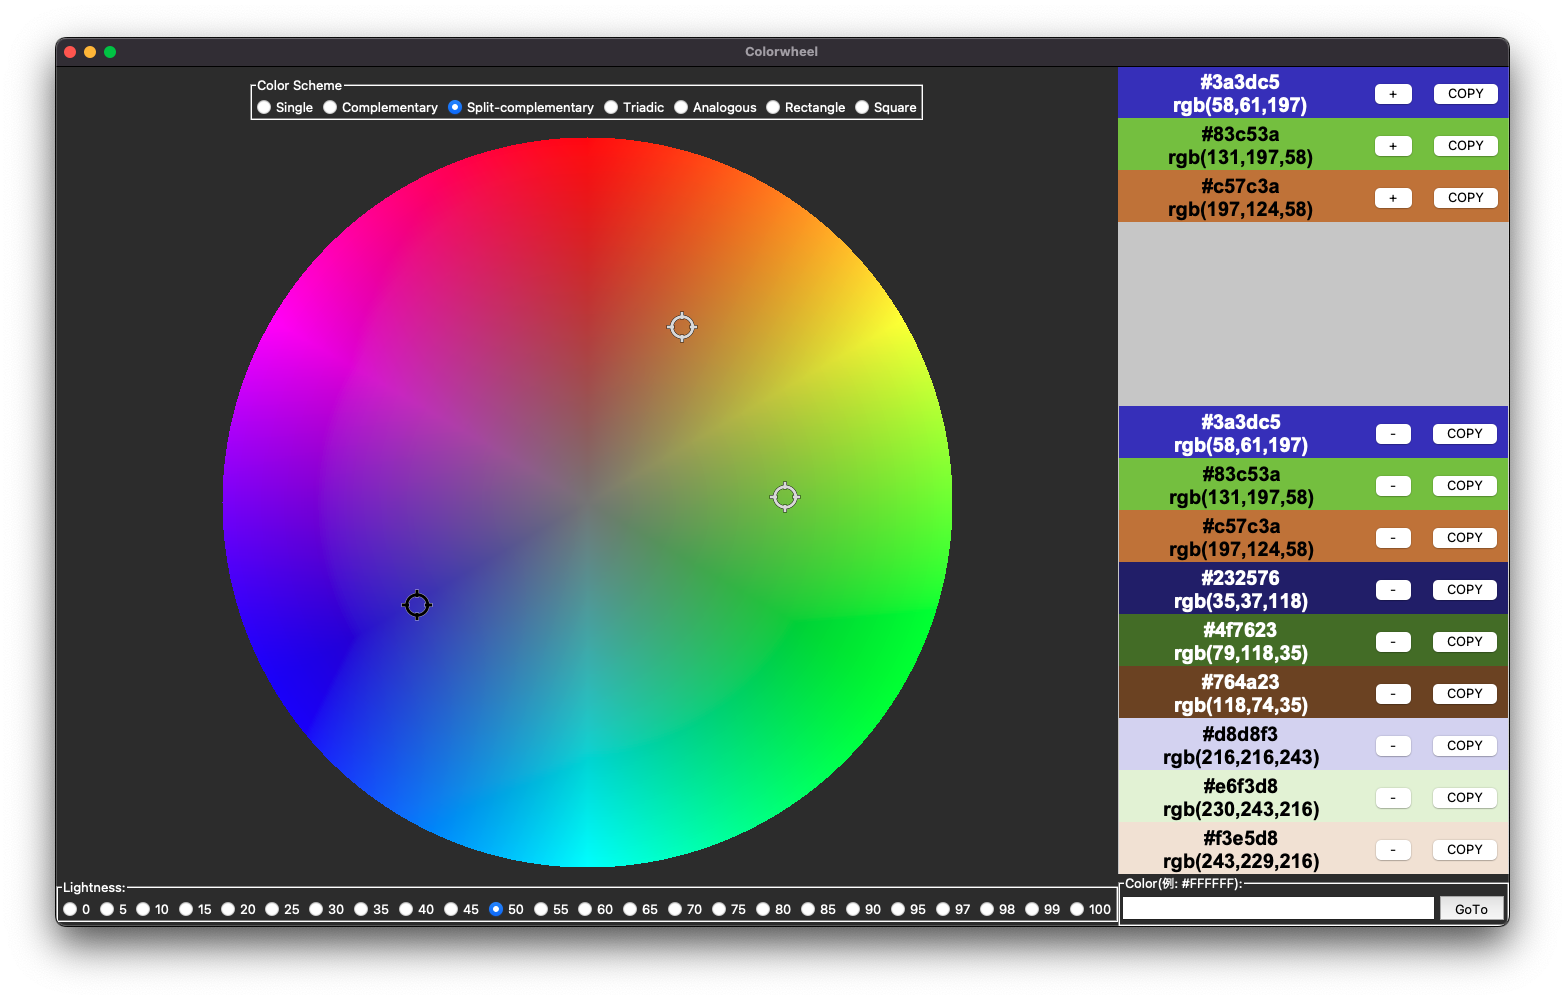 Colorwheel
Color Scheme
Single Complementary Split-complementary Triadic Analogous Rectangle Square
#3a3dc5
rgb(58,61,197)
+ COPY
#83c53a
rgb(131,197,58)
+ COPY
#c57c3a
rgb(197,124,58)
+ COPY
#3a3dc5
rgb(58,61,197)
- COPY
#83c53a
rgb(131,197,58)
- COPY
#c57c3a
rgb(197,124,58)
- COPY
#232576
rgb(35,37,118)
- COPY
#4f7623
rgb(79,118,35)
- COPY
#764a23
rgb(118,74,35)
- COPY
#d8d8f3
rgb(216,216,243)
- COPY
#e6f3d8
rgb(230,243,216)
- COPY
#f3e5d8
rgb(243,229,216)
- COPY
Lightness:
0 5 10 15 20 25 30 35 40 45 50 55 60 65 70 75 80 85 90 95 97 98 99 100
Color(例: #FFFFFF):
GoTo